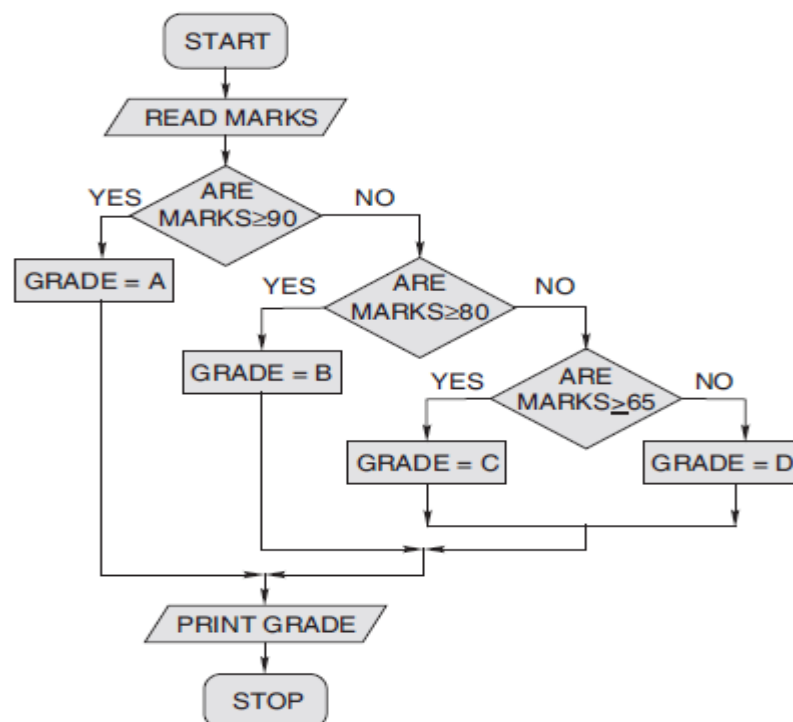 START
READ MARKS
ARE
MARKS≥90
YES
NO
GRADE = A
ARE
MARKS≥80
YES
NO
GRADE = B
ARE
MARKS≥65
YES
NO
GRADE = C
GRADE = D
PRINT GRADE
STOP